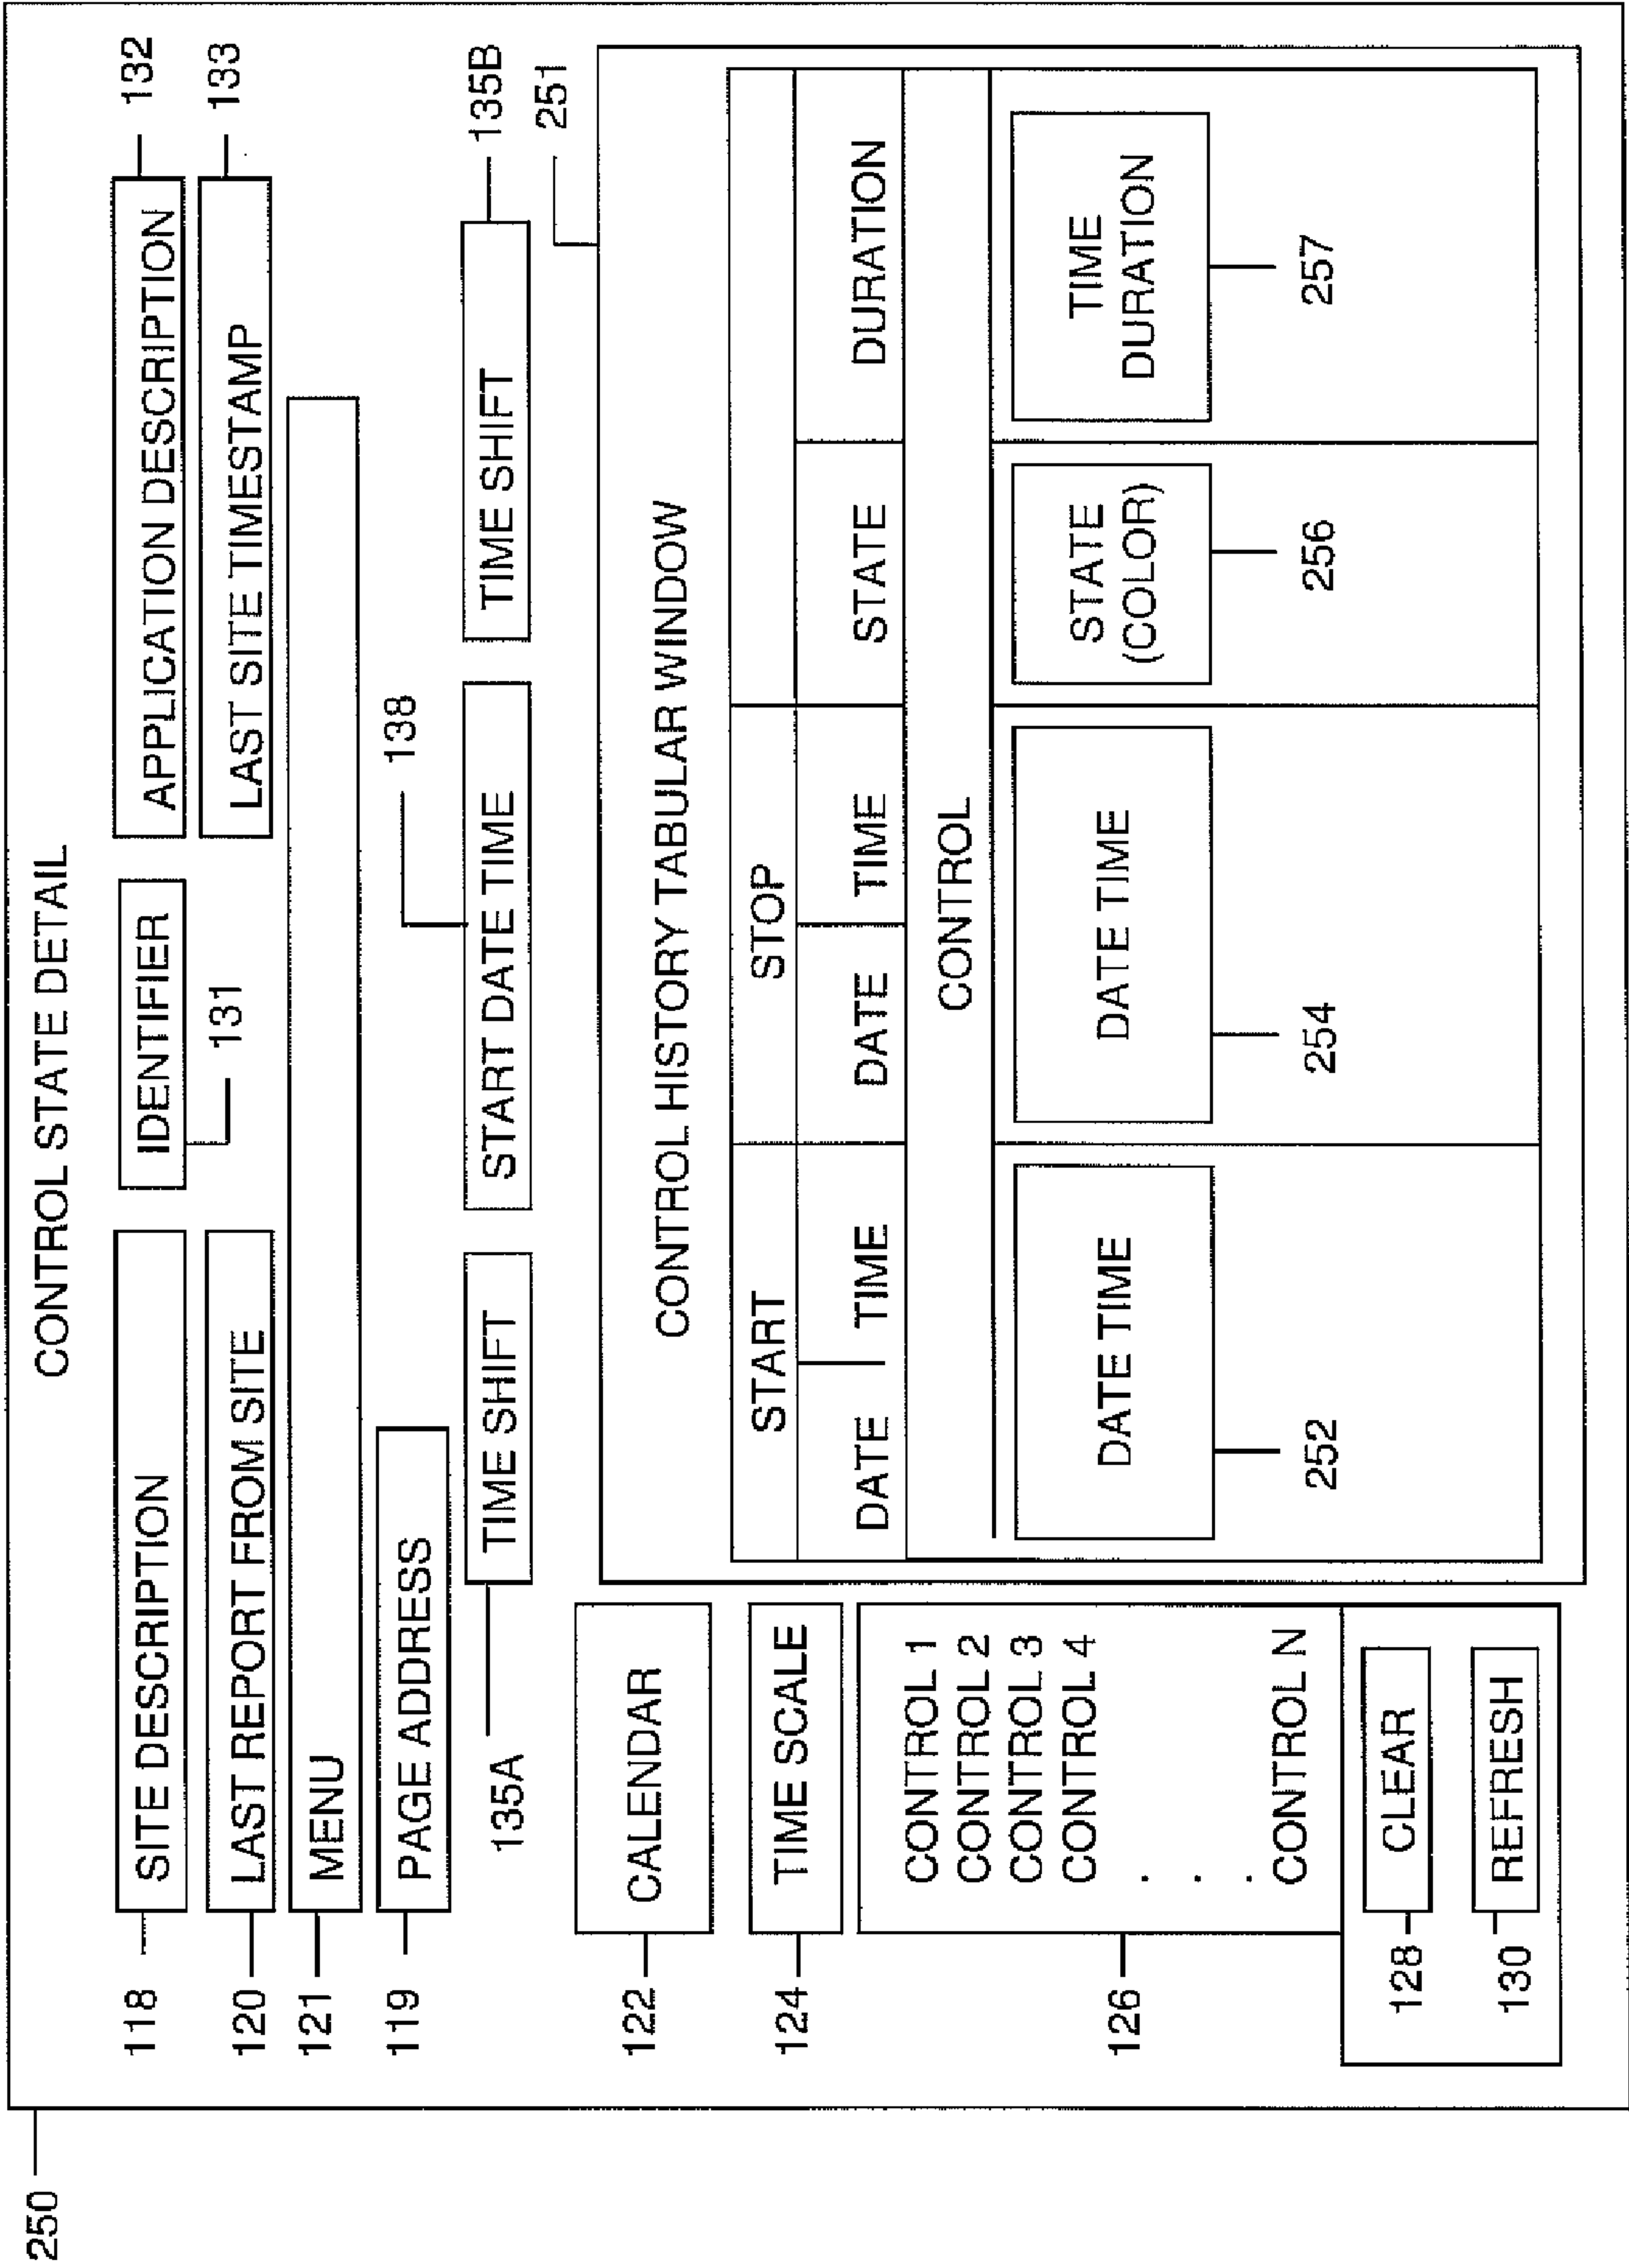 250
CONTROL STATE DETAIL
118
SITE DESCRIPTION
IDENTIFIER
131
APPLICATION DESCRIPTION
132
120
LAST REPORT FROM SITE
LAST SITE TIMESTAMP
133
121
MENU
119
PAGE ADDRESS
138
135A
TIME SHIFT
START DATE TIME
TIME SHIFT
135B
251
122
CALENDAR
124
TIME SCALE
126
CONTROL 1
CONTROL 2
CONTROL 3
CONTROL 4
.
.
.
CONTROL N
128
CLEAR
130
REFRESH
CONTROL HISTORY TABULAR WINDOW
START
STOP
DATE
TIME
DATE
TIME
STATE
DURATION
CONTROL
DATE TIME
DATE TIME
STATE
(COLOR)
TIME
DURATION
252
254
256
257